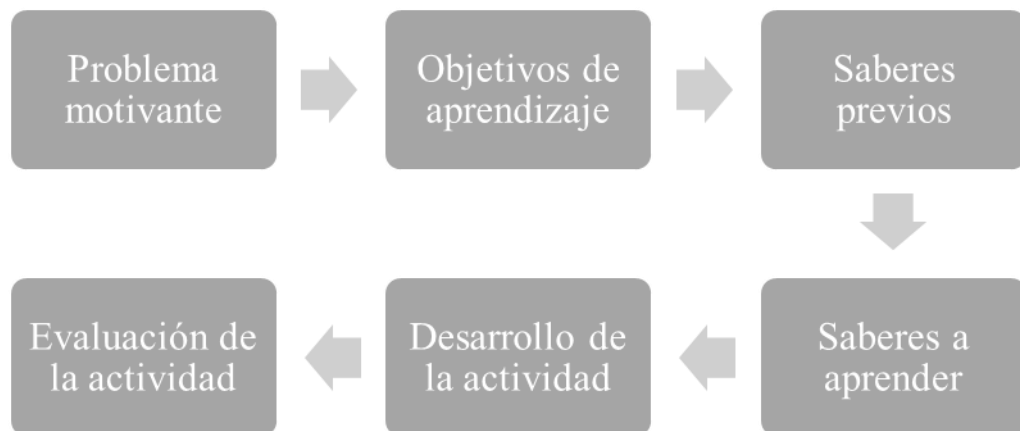 Problema
motivante
Objetivos de
aprendizaje
Saberes
previos
Saberes a
aprender
Desarrollo de
la actividad
Evaluación de
la actividad